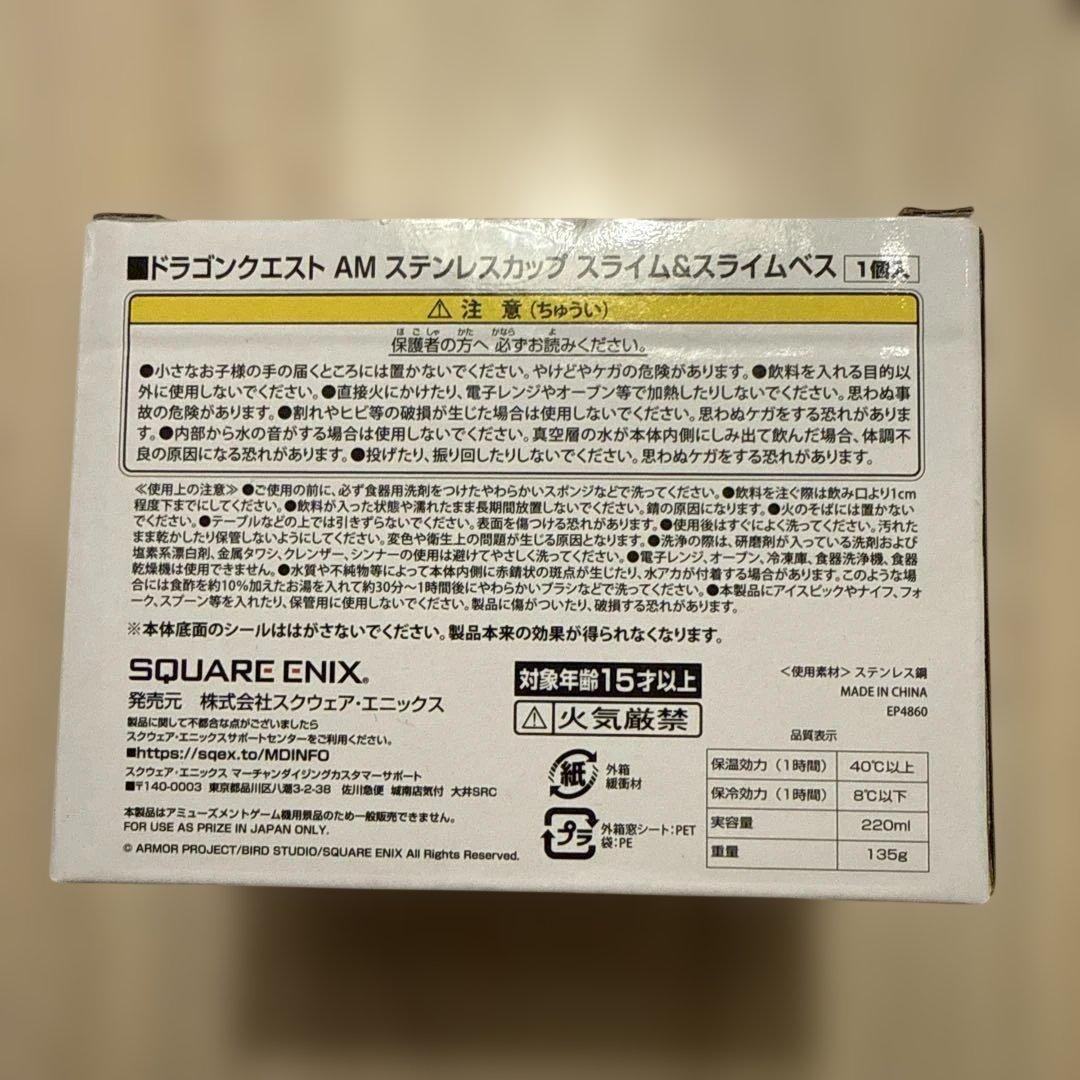 ■ドラゴンクエスト AM ステンレスカップ スライム&スライムベス 1個入
⚠ 注 意 (ちゅうい)
保護者の方へ 必ずお読みください。
ほごしゃ かた かなら よ
●小さなお子様の手の届くところには置かないでください。やけどやケガの危険があります。●飲料を入れる目的以
外に使用しないでください。●直接火にかけたり、電子レンジやオーブン等で加熱したりしないでください。思わぬ事
故の危険があります。●割れやヒビ等の破損が生じた場合は使用しないでください。思わぬケガをする恐れがありま
す。●内部から水の音がする場合は使用しないでください。真空層の水が本体内側にしみ出て飲んだ場合、体調不
良の原因になる恐れがあります。●投げたり、振り回したりしないでください。思わぬケガをする恐れがあります。
≪使用上の注意≫ ●ご使用の前に、必ず食器用洗剤をつけたやわらかいスポンジなどで洗ってください。●飲料を注ぐ際は飲み口より1cm
程度下までにしてください。●飲料が入った状態や濡れたまま長期間放置しないでください。錆の原因になります。●火のそばには置かない
でください。●テーブルなどの上では引きずらないでください。表面を傷つける恐れがあります。●使用後はすぐによく洗ってください。汚れた
まま乾かしたり保管しないようにしてください。変色や衛生上の問題が生じる原因となります。●洗浄の際は、研磨剤が入っている洗剤および
塩素系漂白剤、金属タワシ、クレンザー、シンナーの使用は避けてやさしく洗ってください。●電子レンジ、オーブン、冷凍庫、食器洗浄機、食器
乾燥機は使用できません。●水質や不純物等によって本体内側に赤錆状の斑点が生じたり、水アカが付着する場合があります。このような場
合には食酢を約10%加えたお湯を入れて約30分～1時間後にやわらかいブラシなどで洗ってください。●本製品にアイスピックやナイフ、フォ
ーク、スプーン等を入れたり、保管用に使用しないでください。製品に傷がついたり、破損する恐れがあります。
※本体底面のシールははがさないでください。製品本来の効果が得られなくなります。
SQUARE ENIX®
発売元 株式会社スクウェア・エニックス
製品に関して不都合な点がございましたら
スクウェア・エニックスサポートセンターをご利用ください。
■https://sqex.to/MDINFO
スクウェア・エニックス マーチャンダイジングカスタマーサポート
■〒140-0003 東京都品川区八潮3-2-38 佐川急便 城南店気付 大井SRC
本製品はアミューズメントゲーム機用景品のため一般販売できません。
FOR USE AS PRIZE IN JAPAN ONLY.
© ARMOR PROJECT/BIRD STUDIO/SQUARE ENIX All Rights Reserved.
対象年齢15才以上
⚠ 火気厳禁
紙 外箱
緩衝材
プラ 外箱窓シート:PET
袋:PE
<使用素材> ステンレス鋼
MADE IN CHINA
EP4860
品質表示
保温効力 (1時間) 40℃以上
保冷効力 (1時間) 8℃以下
実容量 220ml
重量 135g